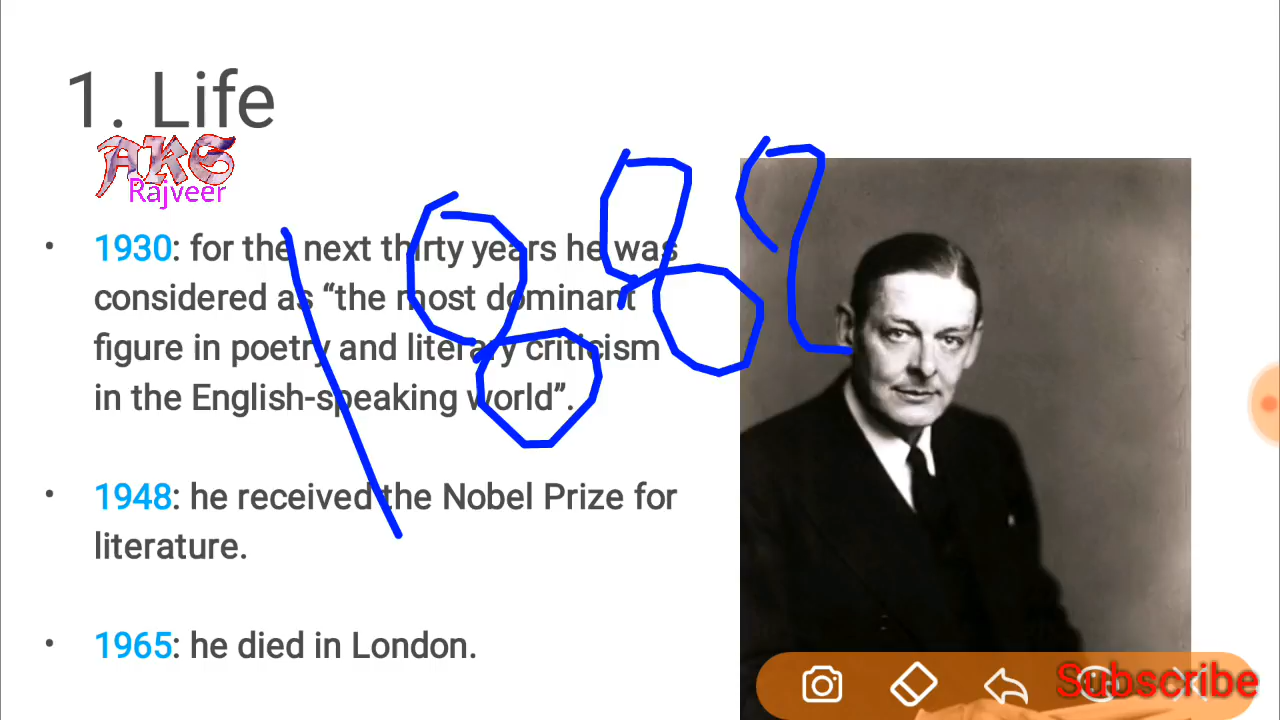 1. Life
AKS
Rajveer
• 1930: for the next thirty years he was
considered as “the most dominant
figure in poetry and literary criticism
in the English-speaking world”.
• 1948: he received the Nobel Prize for
literature.
• 1965: he died in London.
1888
Subscribe